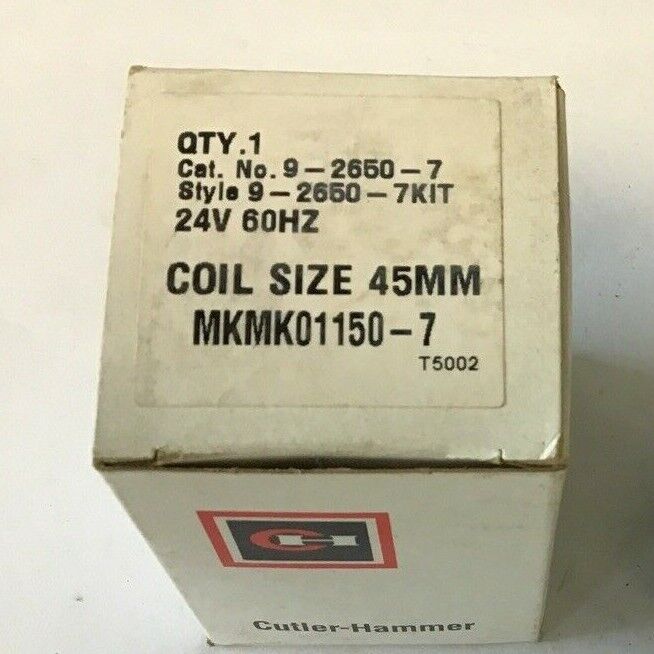 QTY.1
Cat. No. 9-2650-7
Style 9-2650-7KIT
24V 60HZ
COIL SIZE 45MM
MKMK01150-7
T5002
CH
Cutler-Hammer